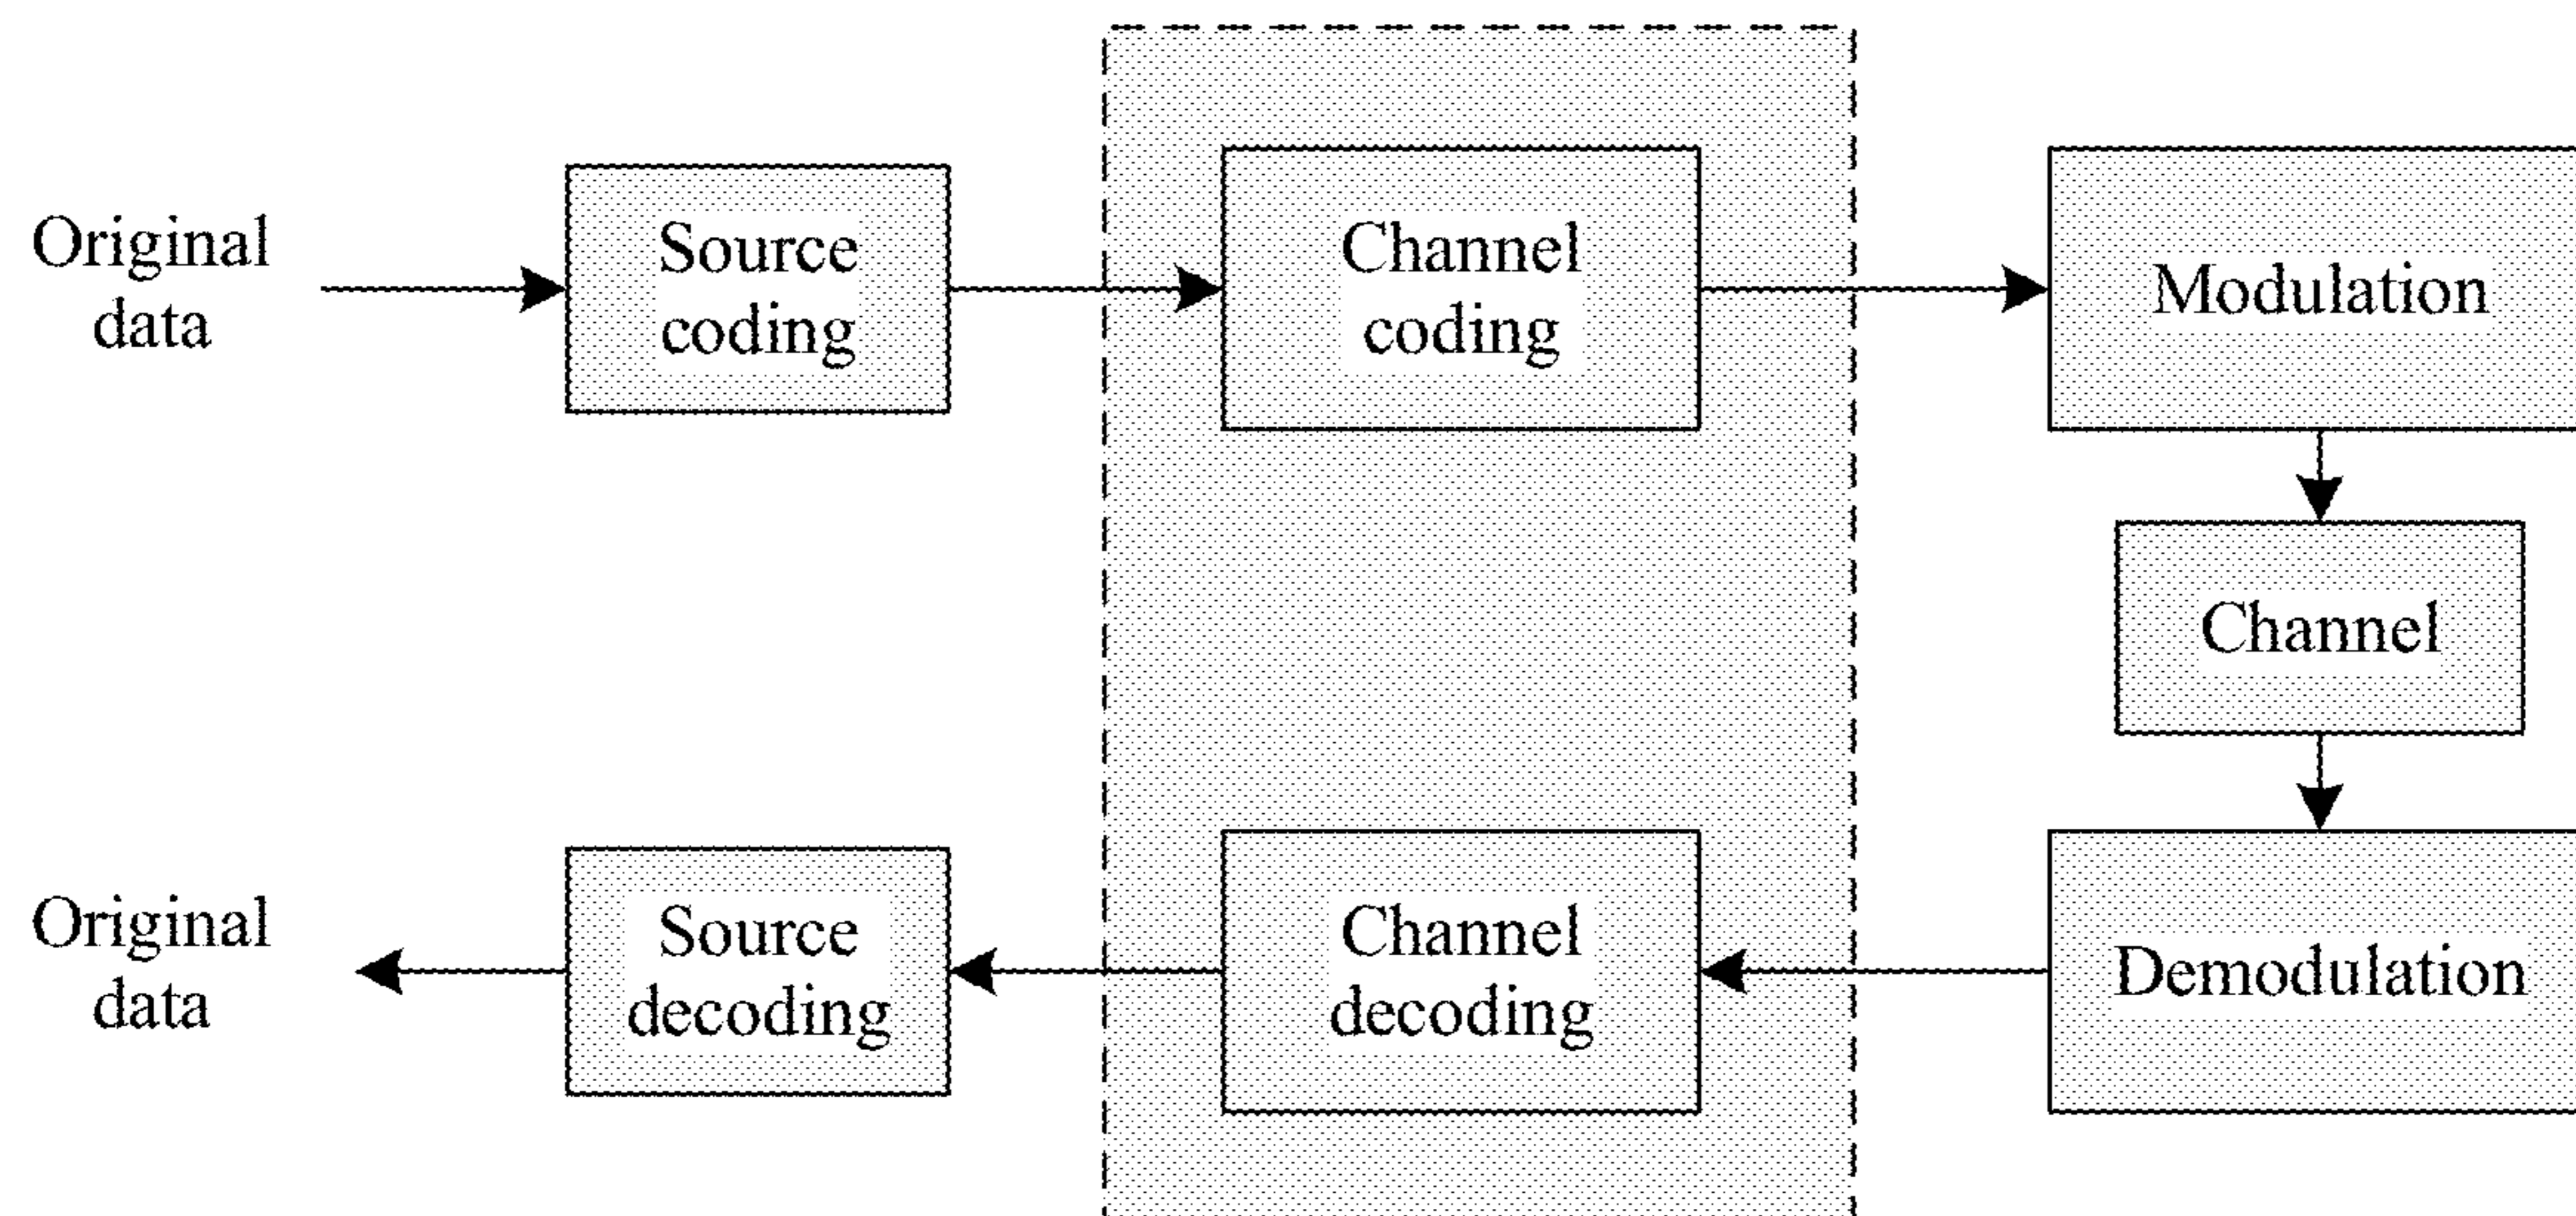 Original
data
Source
coding
Channel
coding
Modulation
Channel
Original
data
Source
decoding
Channel
decoding
Demodulation